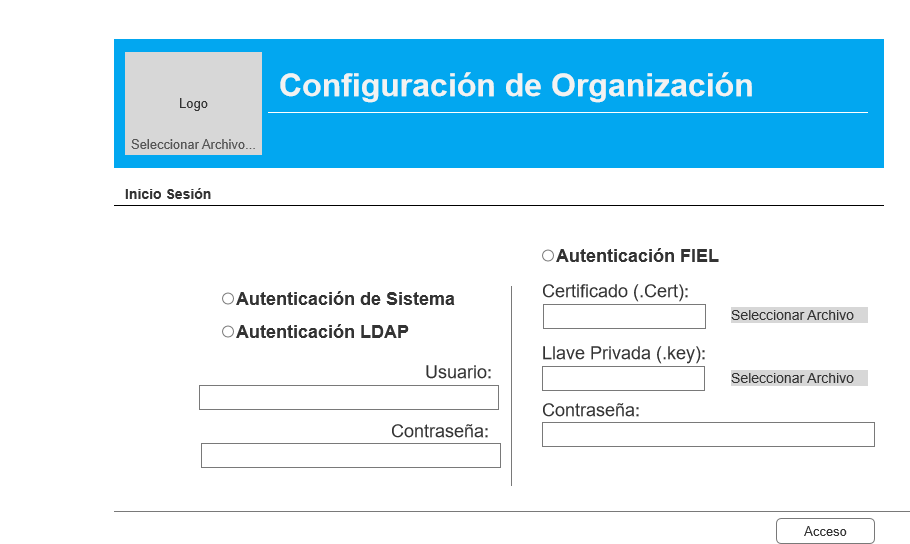 Configuración de Organización
Logo
Seleccionar Archivo...
Inicio Sesión
Autenticación de Sistema
Autenticación LDAP
Usuario:
Contraseña:
Autenticación FIEL
Certificado (.Cert):
Seleccionar Archivo
Llave Privada (.key):
Seleccionar Archivo
Contraseña:
Acceso